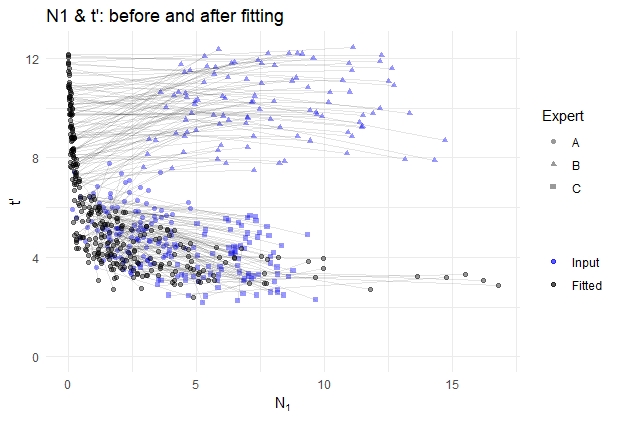 N1 & t': before and after fitting
12
8
4
0
t'
0
5
10
15
N1
Expert
A
B
C
Input
Fitted